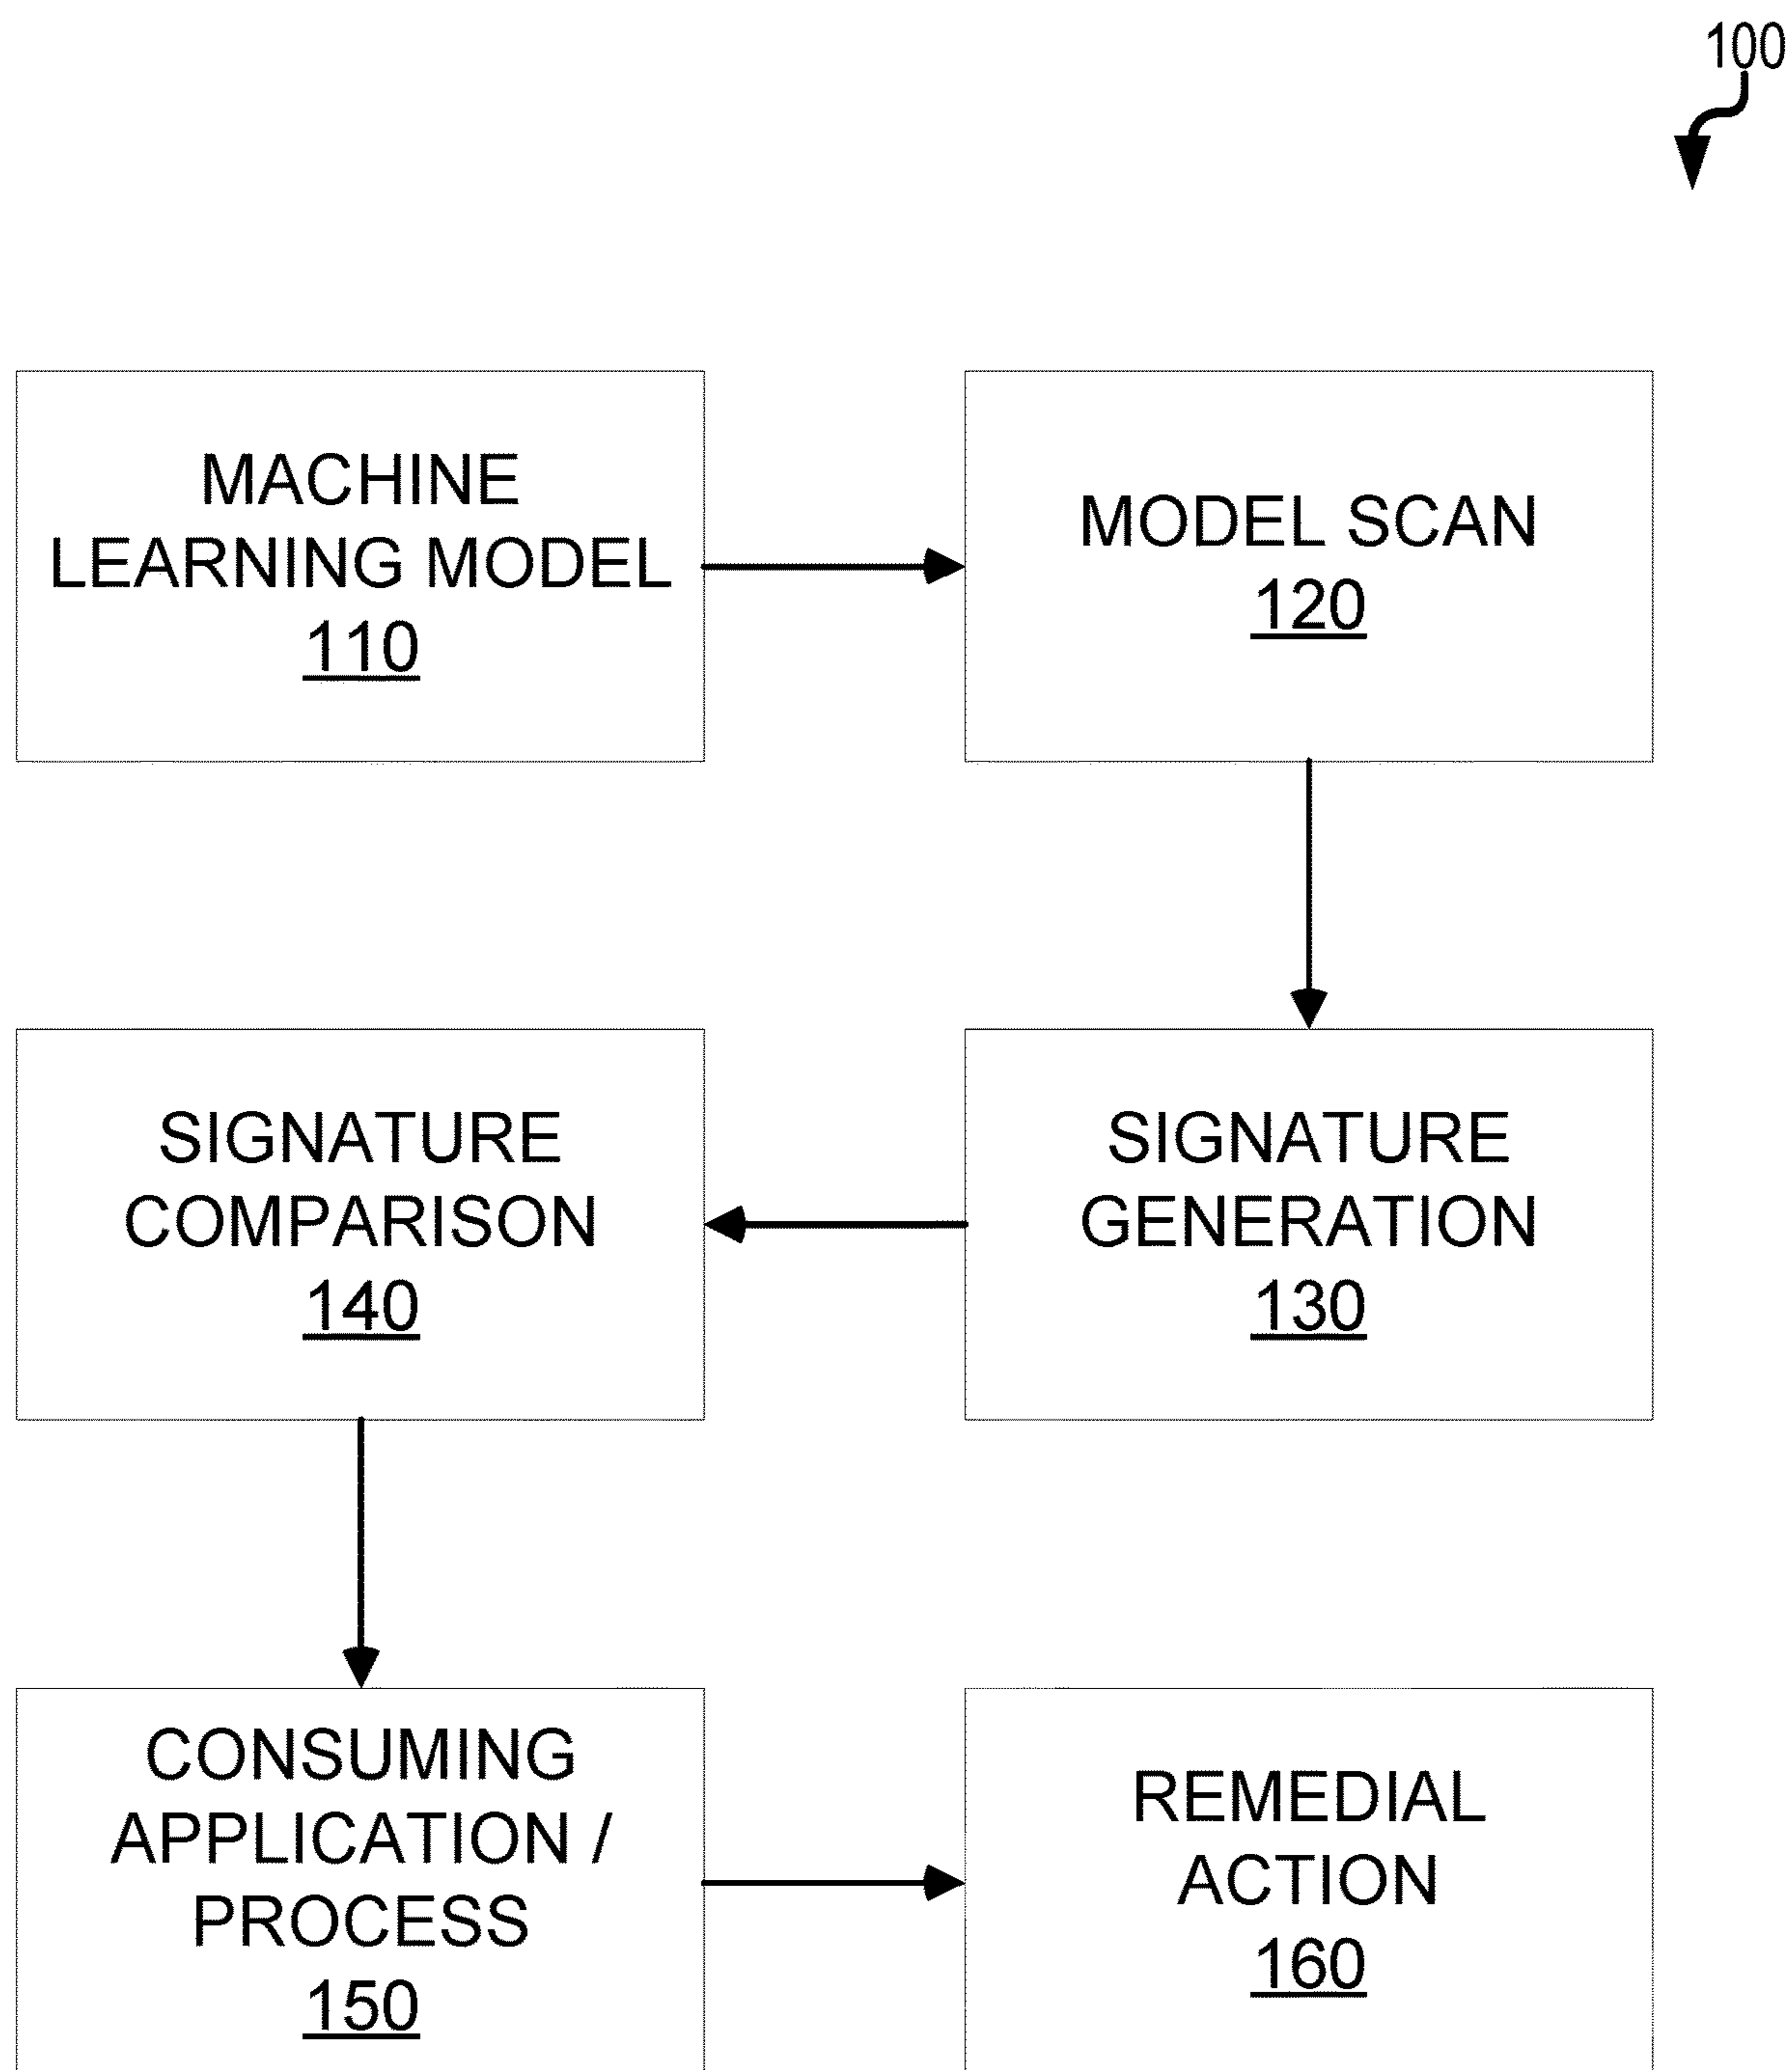 100
MACHINE
LEARNING MODEL
110
MODEL SCAN
120
SIGNATURE
COMPARISON
140
SIGNATURE
GENERATION
130
CONSUMING
APPLICATION /
PROCESS
150
REMEDIAL
ACTION
160